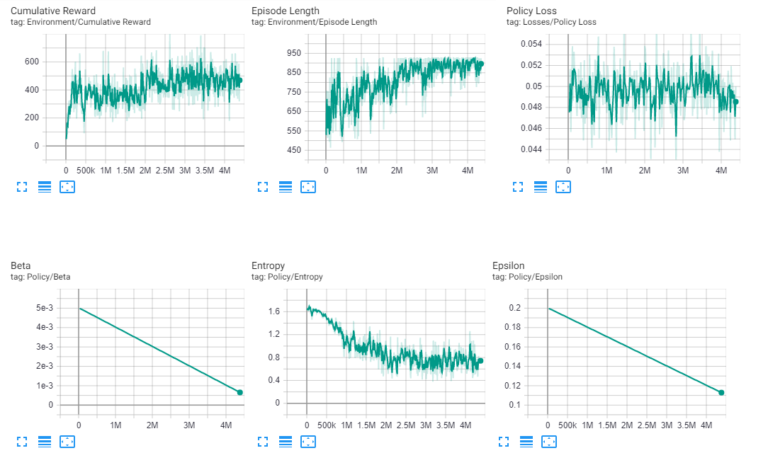 Cumulative Reward
tag: Environment/Cumulative Reward
600
400
200
0
0 500k 1M 1.5M 2M 2.5M 3M 3.5M 4M
Episode Length
tag: Environment/Episode Length
950
850
750
650
550
450
0 1M 2M 3M 4M
Policy Loss
tag: Losses/Policy Loss
0.054
0.052
0.05
0.048
0.046
0.044
0 1M 2M 3M 4M
Beta
tag: Policy/Beta
5e-3
4e-3
3e-3
2e-3
1e-3
0
0 1M 2M 3M 4M
Entropy
tag: Policy/Entropy
1.6
1.2
0.8
0.4
0
0 500k 1M 1.5M 2M 2.5M 3M 3.5M 4M
Epsilon
tag: Policy/Epsilon
0.2
0.18
0.16
0.14
0.12
0.1
0 500k 1M 1.5M 2M 2.5M 3M 3.5M 4M